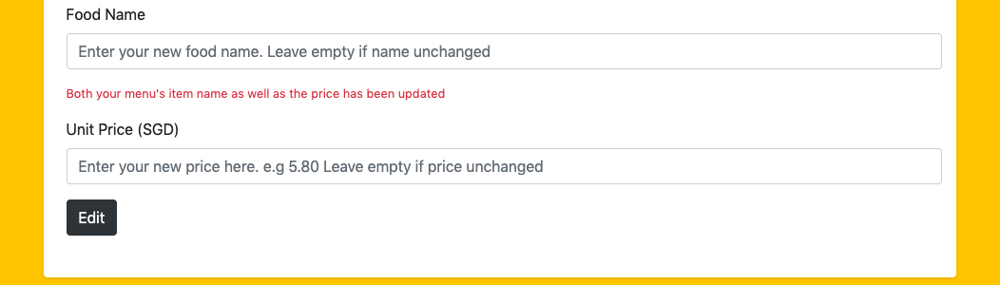 Food Name
Enter your new food name. Leave empty if name unchanged
Both your menu's item name as well as the price has been updated
Unit Price (SGD)
Enter your new price here. e.g 5.80 Leave empty if price unchanged
Edit